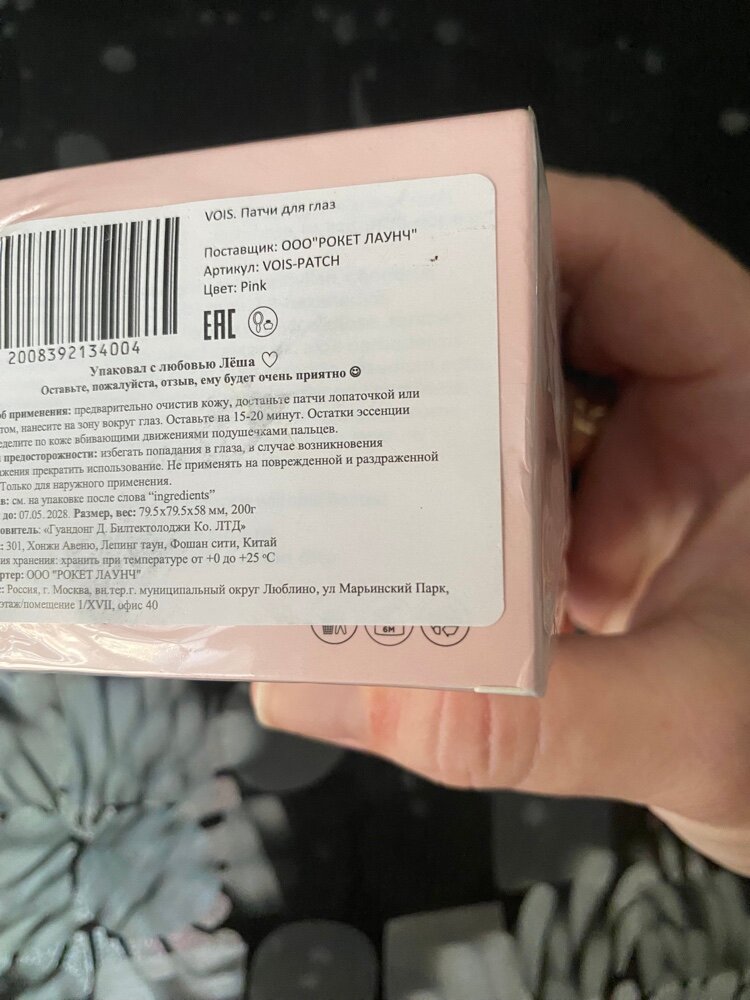 VOIS. Патчи для глаз
Поставщик: ООО"РОКЕТ ЛАУНЧ"
Артикул: VOIS-PATCH
Цвет: Pink
EAC
2008392134004
Упаковал с любовью Лёша ♡
Оставьте, пожалуйста, отзыв, ему будет очень приятно ☺
об применения: предварительно очистив кожу, достаньте патчи лопаточкой или
том, нанесите на зону вокруг глаз. Оставьте на 15-20 минут. Остатки эссенции
ределите по коже вбивающими движениями подушечками пальцев.
предосторожности: избегать попадания в глаза, в случае возникновения
ажения прекратить использование. Не применять на поврежденной и раздраженной
Только для наружного применения.
в: см. на упаковке после слова "ingredients"
до: 07.05. 2028. Размер, вес: 79.5x79.5x58 мм, 200г
овитель: «Гуандонг Д. Билтектолоджи Ко. ЛТД»
: 301, Хонжи Авеню, Лепинг таун, Фошан сити, Китай
ия хранения: хранить при температуре от +0 до +25 °C
ртер: ООО "РОКЕТ ЛАУНЧ"
: Россия, г. Москва, вн.тер.г. муниципальный округ Люблино, ул Марьинский Парк,
этаж/помещение 1/XVII, офис 40
6M